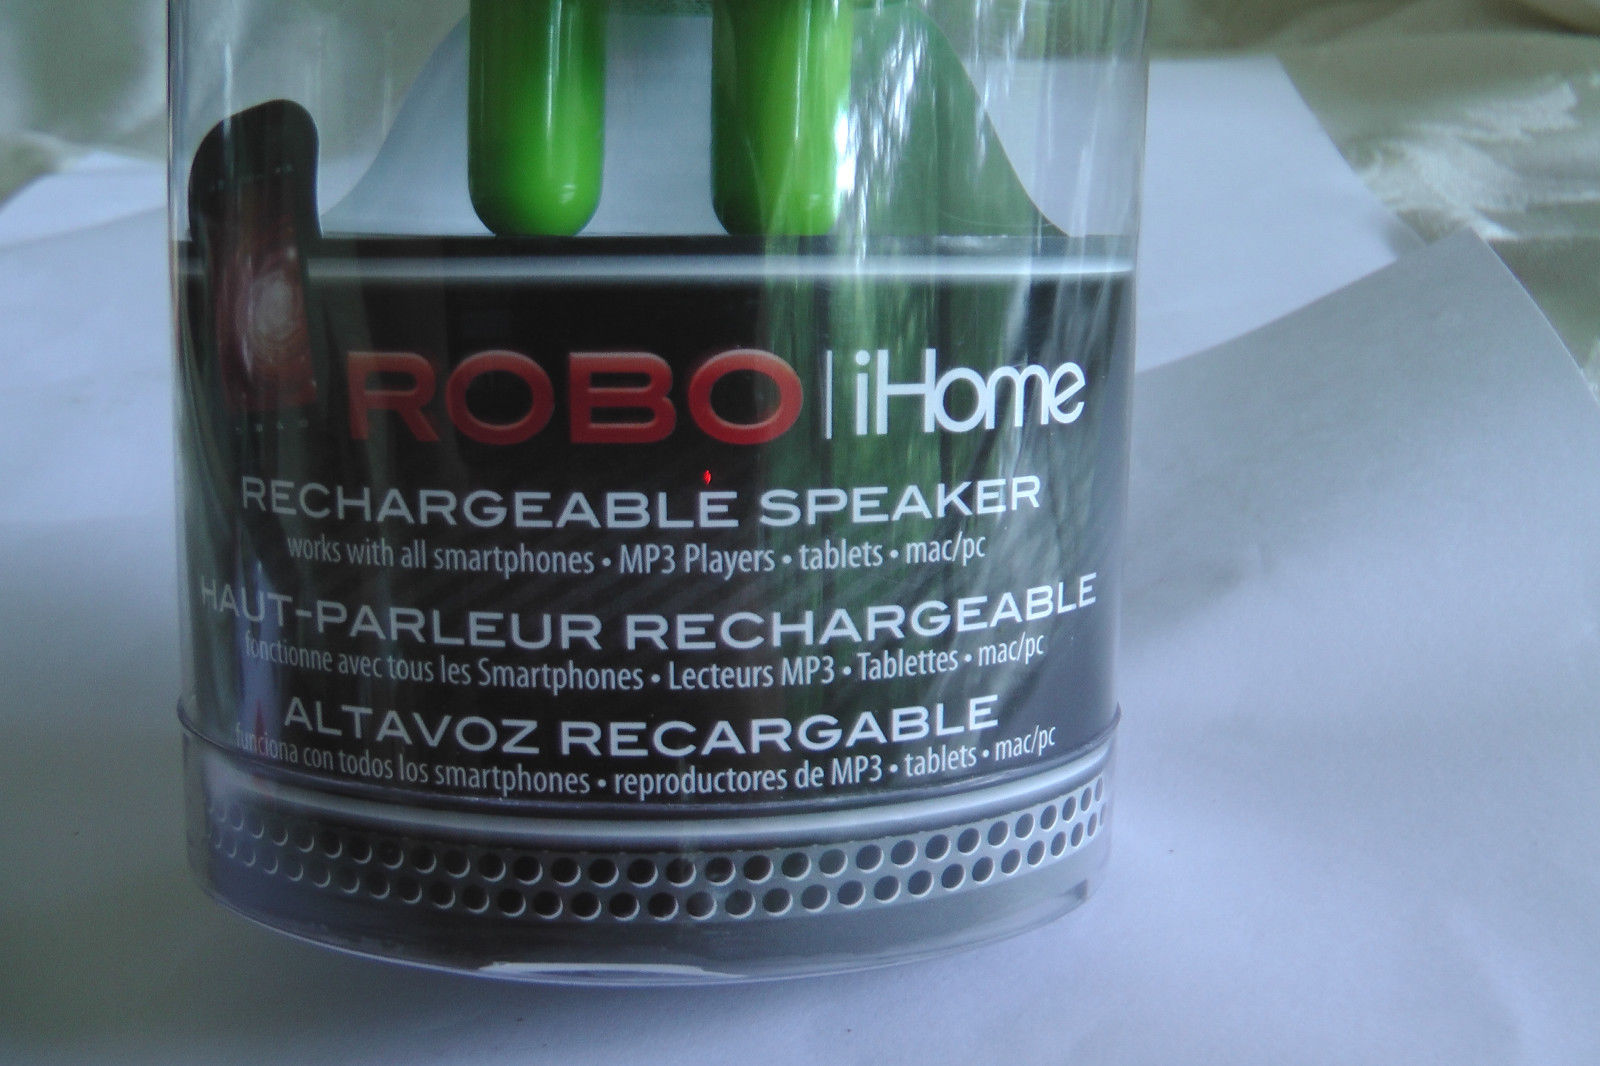 ROBO | iHome
RECHARGEABLE SPEAKER
works with all smartphones • MP3 Players • tablets • mac/pc
HAUT-PARLEUR RECHARGEABLE
fonctionne avec tous les Smartphones • Lecteurs MP3 • Tablettes • mac/pc
ALTAVOZ RECARGABLE
funciona con todos los smartphones • reproductores de MP3 • tablets • mac/pc